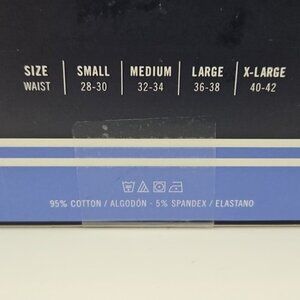 SIZE SMALL MEDIUM LARGE X-LARGE
WAIST 28-30 32-34 36-38 40-42
95% COTTON / ALGODÓN - 5% SPANDEX / ELASTANO